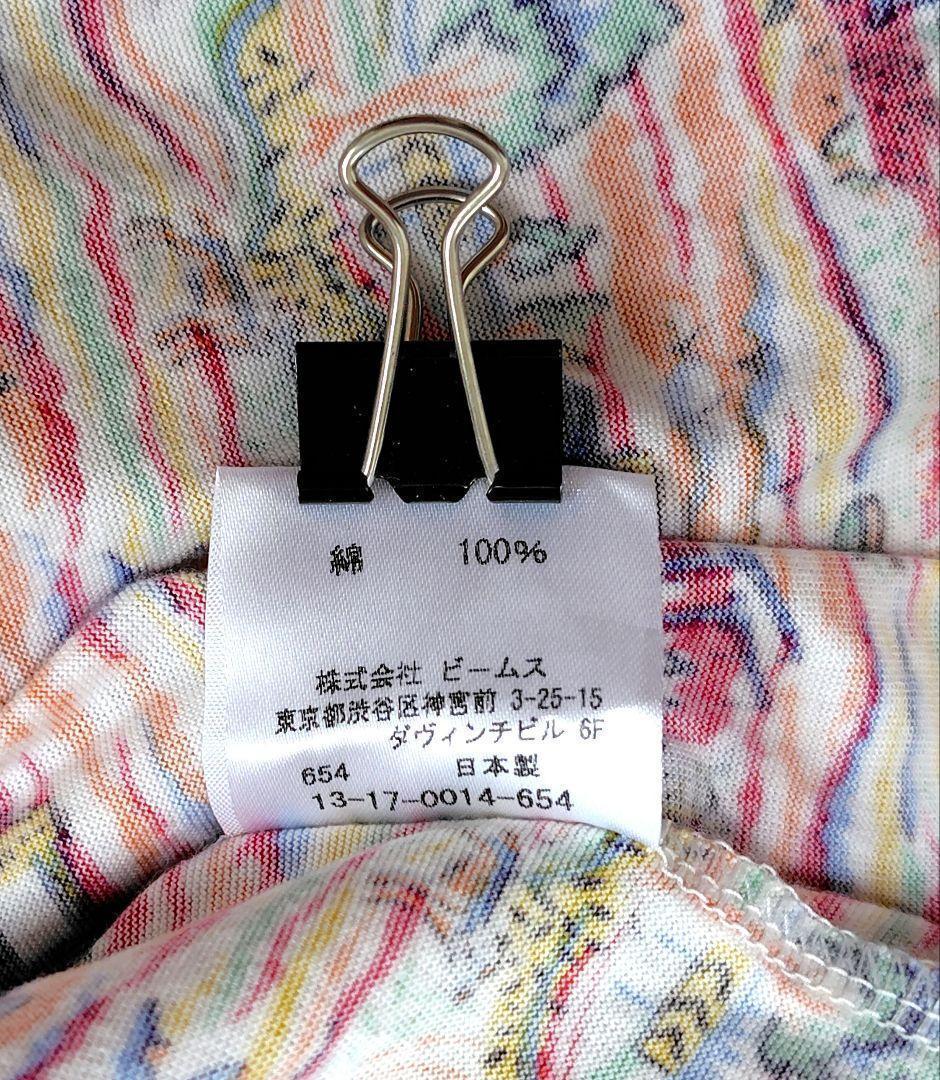 綿 100%
株式会社 ビームス
東京都渋谷区神宮前 3-25-15
ダヴィンチビル 6F
654 日本製
13-17-0014-654